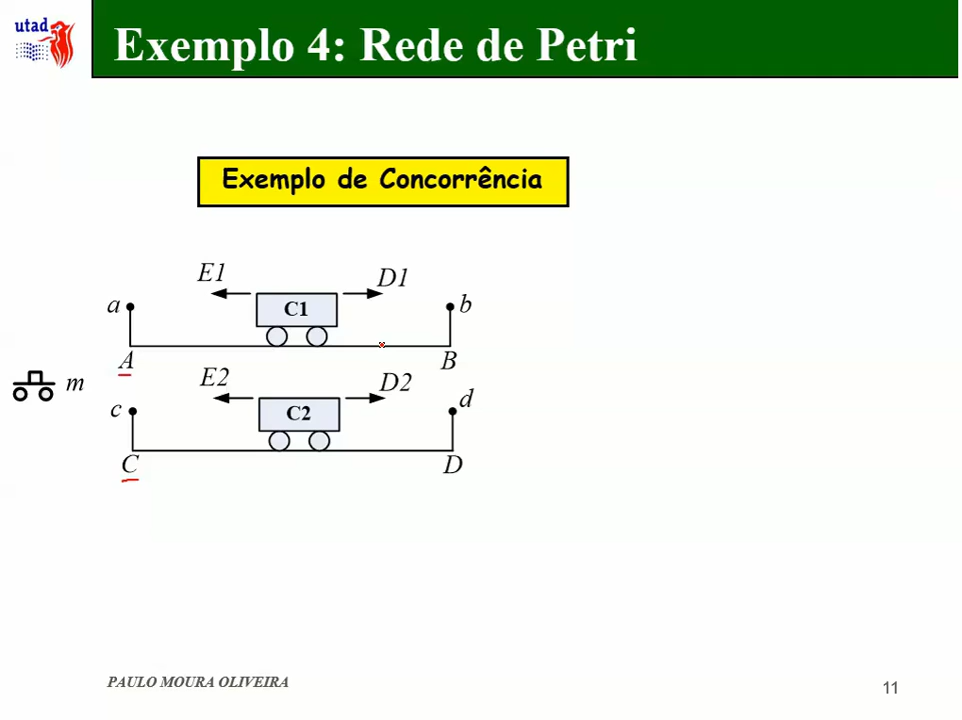 utad
Exemplo 4: Rede de Petri
Exemplo de Concorrência
E1
D1
a
C1
b
A
B
m
E2
D2
c
C2
d
C
D
PAULO MOURA OLIVEIRA
11